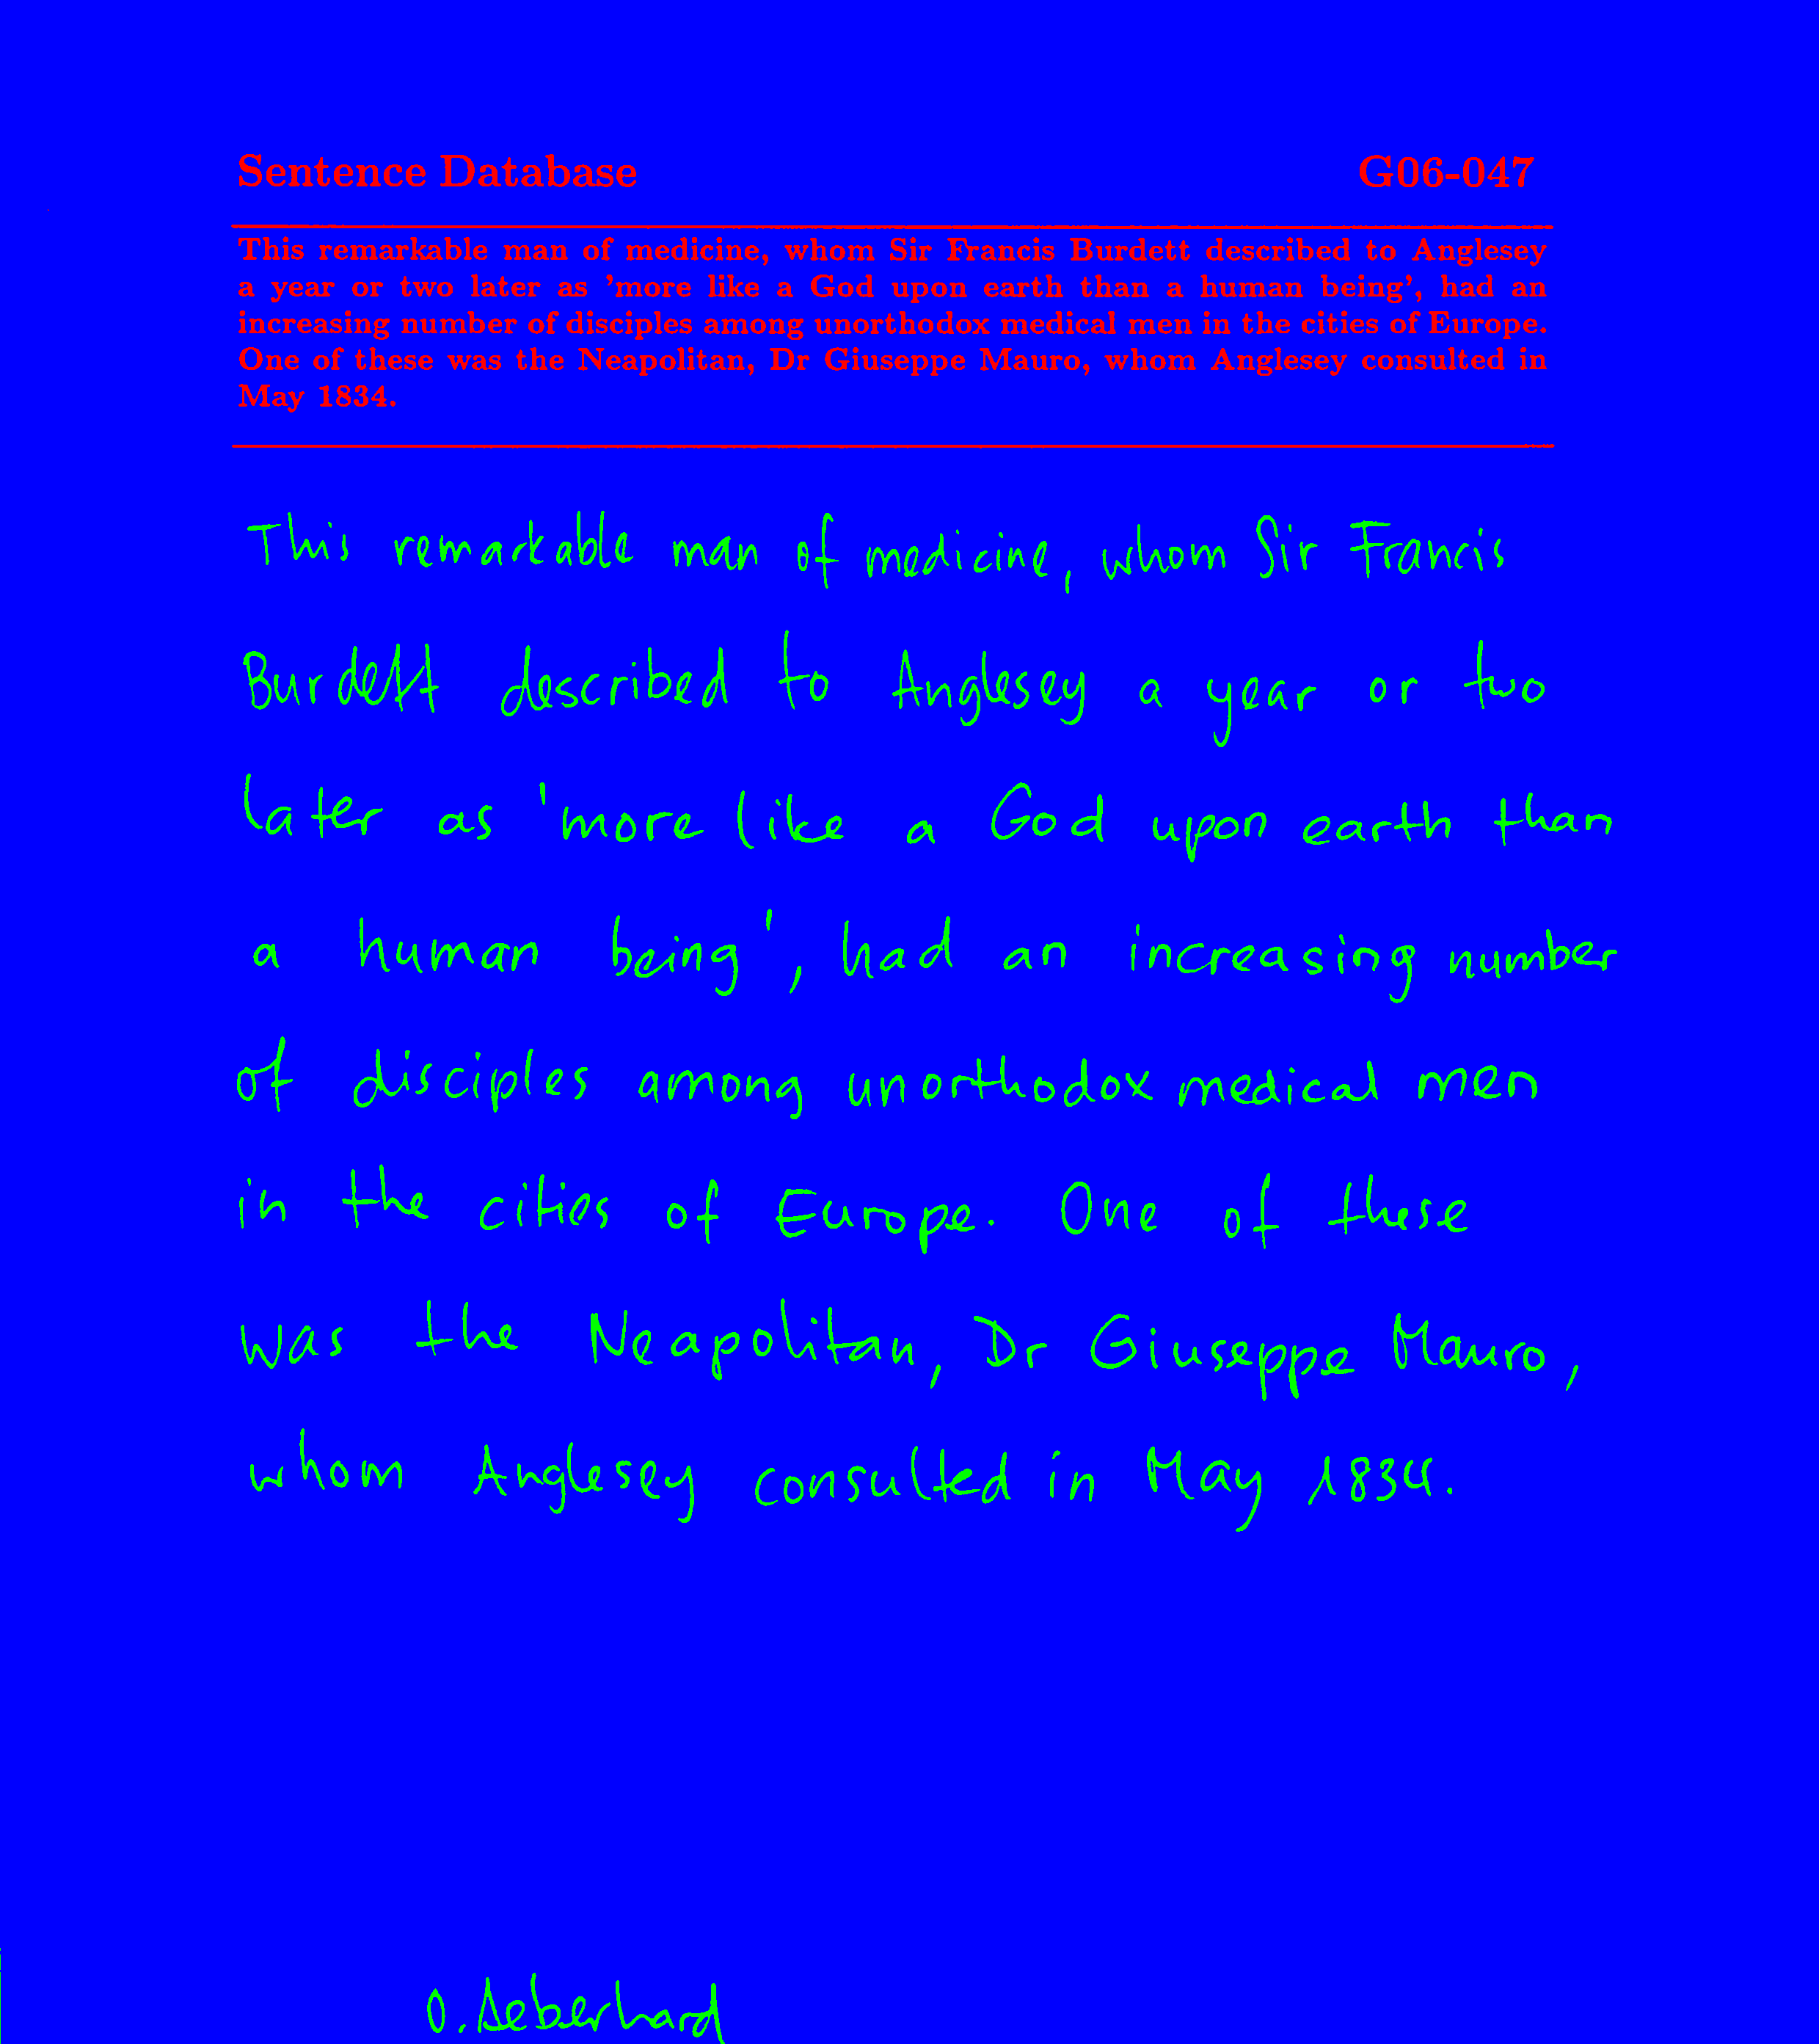 Sentence Database G06-047
This remarkable man of medicine, whom Sir Francis Burdett described to Anglesey
a year or two later as 'more like a God upon earth than a human being', had an
increasing number of disciples among unorthodox medical men in the cities of Europe.
One of these was the Neapolitan, Dr Giuseppe Mauro, whom Anglesey consulted in
May 1834.
This remarkable man of medicine, whom Sir Francis
Burdett described to Anglesey a year or two
later as 'more like a God upon earth than
a human being', had an increasing number
of disciples among unorthodox medical men
in the cities of Europe. One of these
was the Neapolitan, Dr Giuseppe Mauro,
whom Anglesey consulted in May 1834.
O. Aeberhard